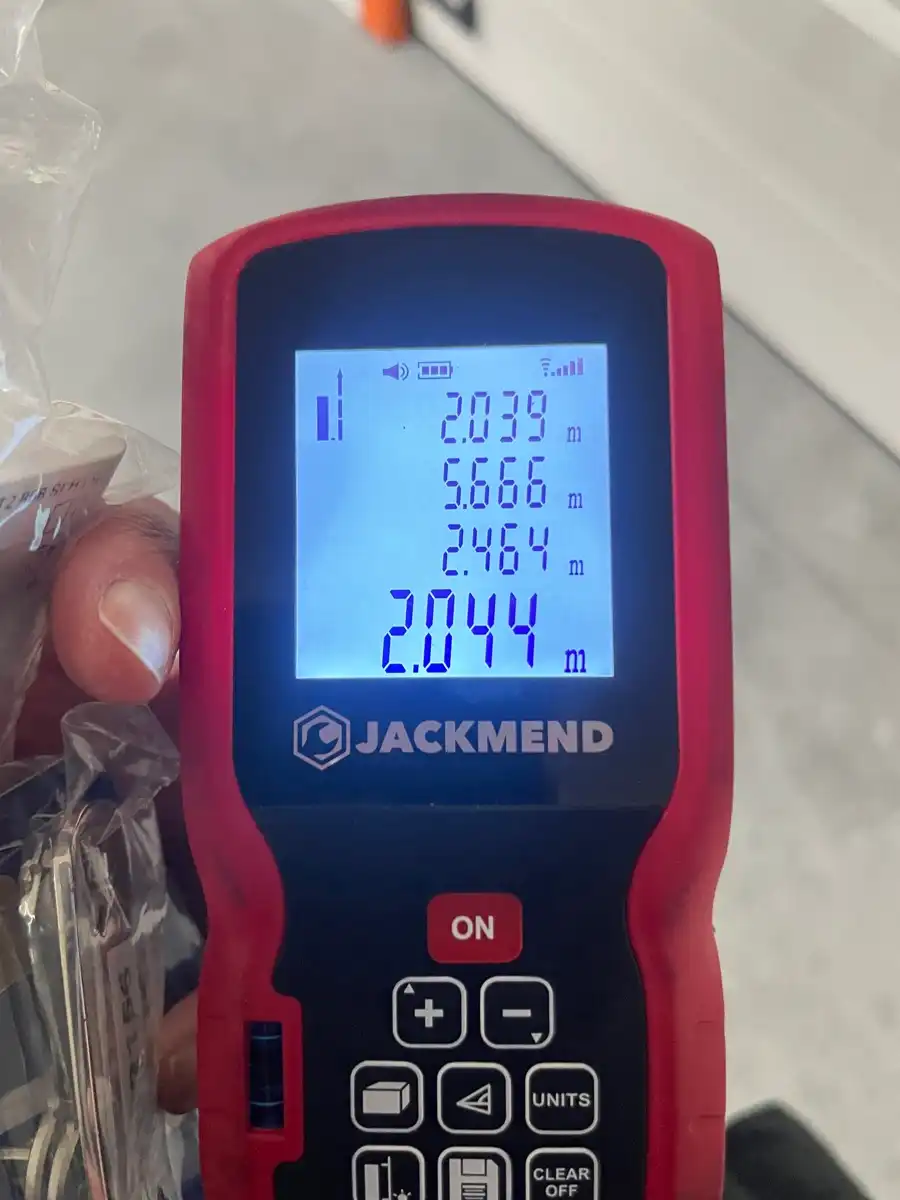 2.039 m
5.666 m
2.464 m
2.044 m
JACKMEND
ON
+ −
UNITS
CLEAR
OFF